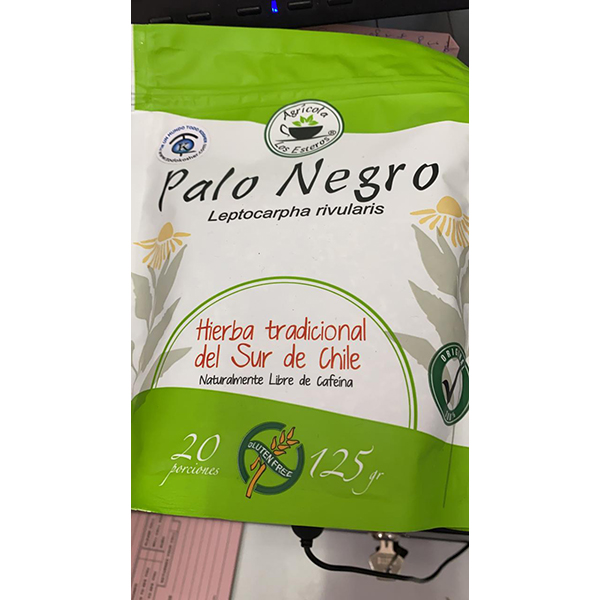 Agrícola
Los Esteros®
Palo Negro
Leptocarpha rivularis
Hierba tradicional
del Sur de Chile
Naturalmente Libre de Cafeína
20
porciones
GLUTEN FREE
125 gr